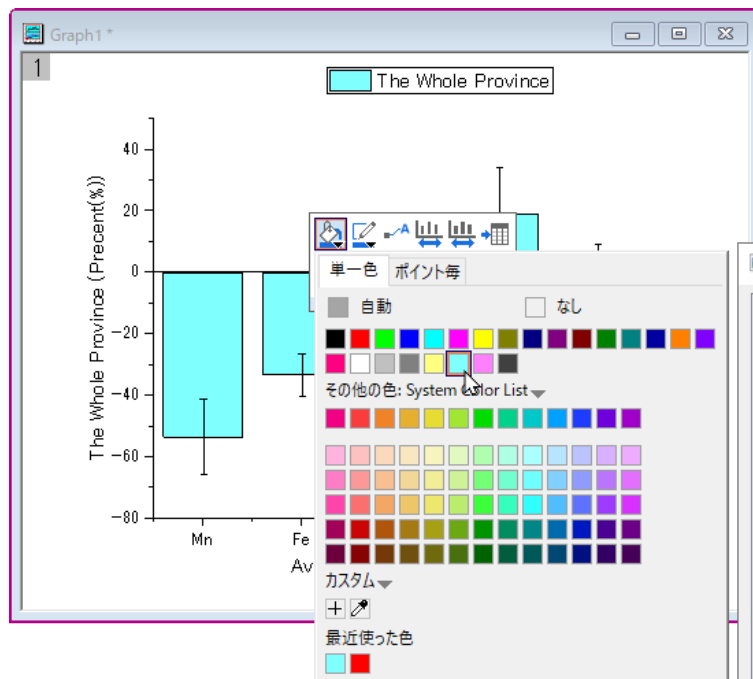 Graph1 *
1
The Whole Province
40
20
0
−20
−40
−60
−80
The Whole Province (Precent(%))
Mn
Fe
Av
A
単一色
ポイント毎
自動
なし
その他の色: System Color List
カスタム
最近使った色